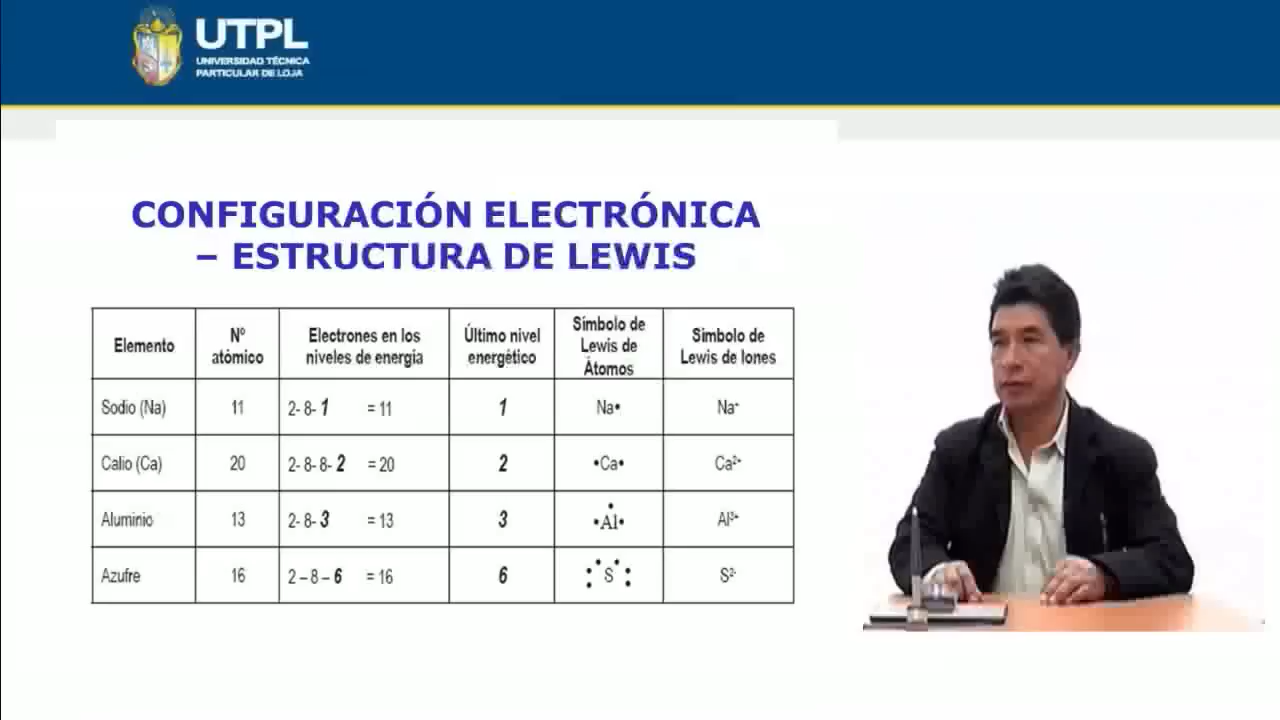 UTPL
UNIVERSIDAD TÉCNICA
PARTICULAR DE LOJA
CONFIGURACIÓN ELECTRÓNICA
– ESTRUCTURA DE LEWIS
Elemento
Nº
atómico
Electrones en los
niveles de energía
Último nivel
energético
Símbolo de
Lewis de
Átomos
Simbolo de
Lewis de Iones
Sodio (Na) 11 2- 8- 1 = 11 1 Na• Na⁺
Calio (Ca) 20 2- 8- 8- 2 = 20 2 •Ca• Ca²⁺
Aluminio 13 2- 8- 3 = 13 3 •Al• Al³⁺
Azufre 16 2 – 8 – 6 = 16 6 S S²⁻